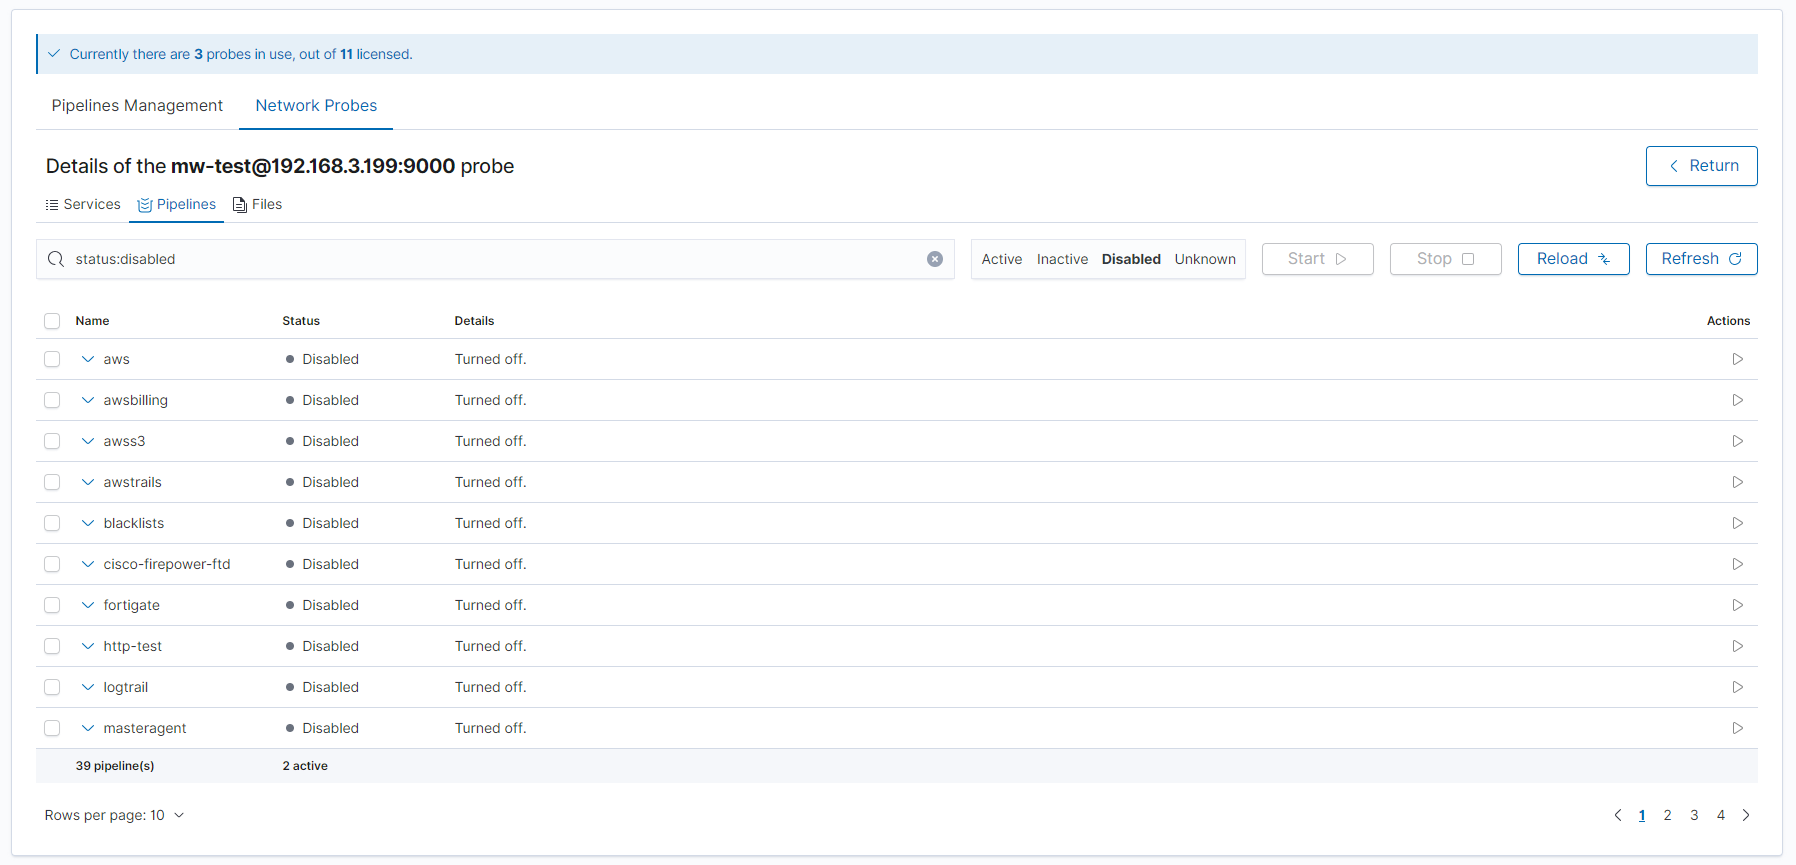 Currently there are 3 probes in use, out of 11 licensed.
Pipelines Management Network Probes
Details of the mw-test@192.168.3.199:9000 probe
Return
Services Pipelines Files
status:disabled
Active Inactive Disabled Unknown
Start Stop Reload Refresh
Name Status Details Actions
aws Disabled Turned off.
awsbilling Disabled Turned off.
awss3 Disabled Turned off.
awstrails Disabled Turned off.
blacklists Disabled Turned off.
cisco-firepower-ftd Disabled Turned off.
fortigate Disabled Turned off.
http-test Disabled Turned off.
logtrail Disabled Turned off.
masteragent Disabled Turned off.
39 pipeline(s) 2 active
Rows per page: 10
1 2 3 4